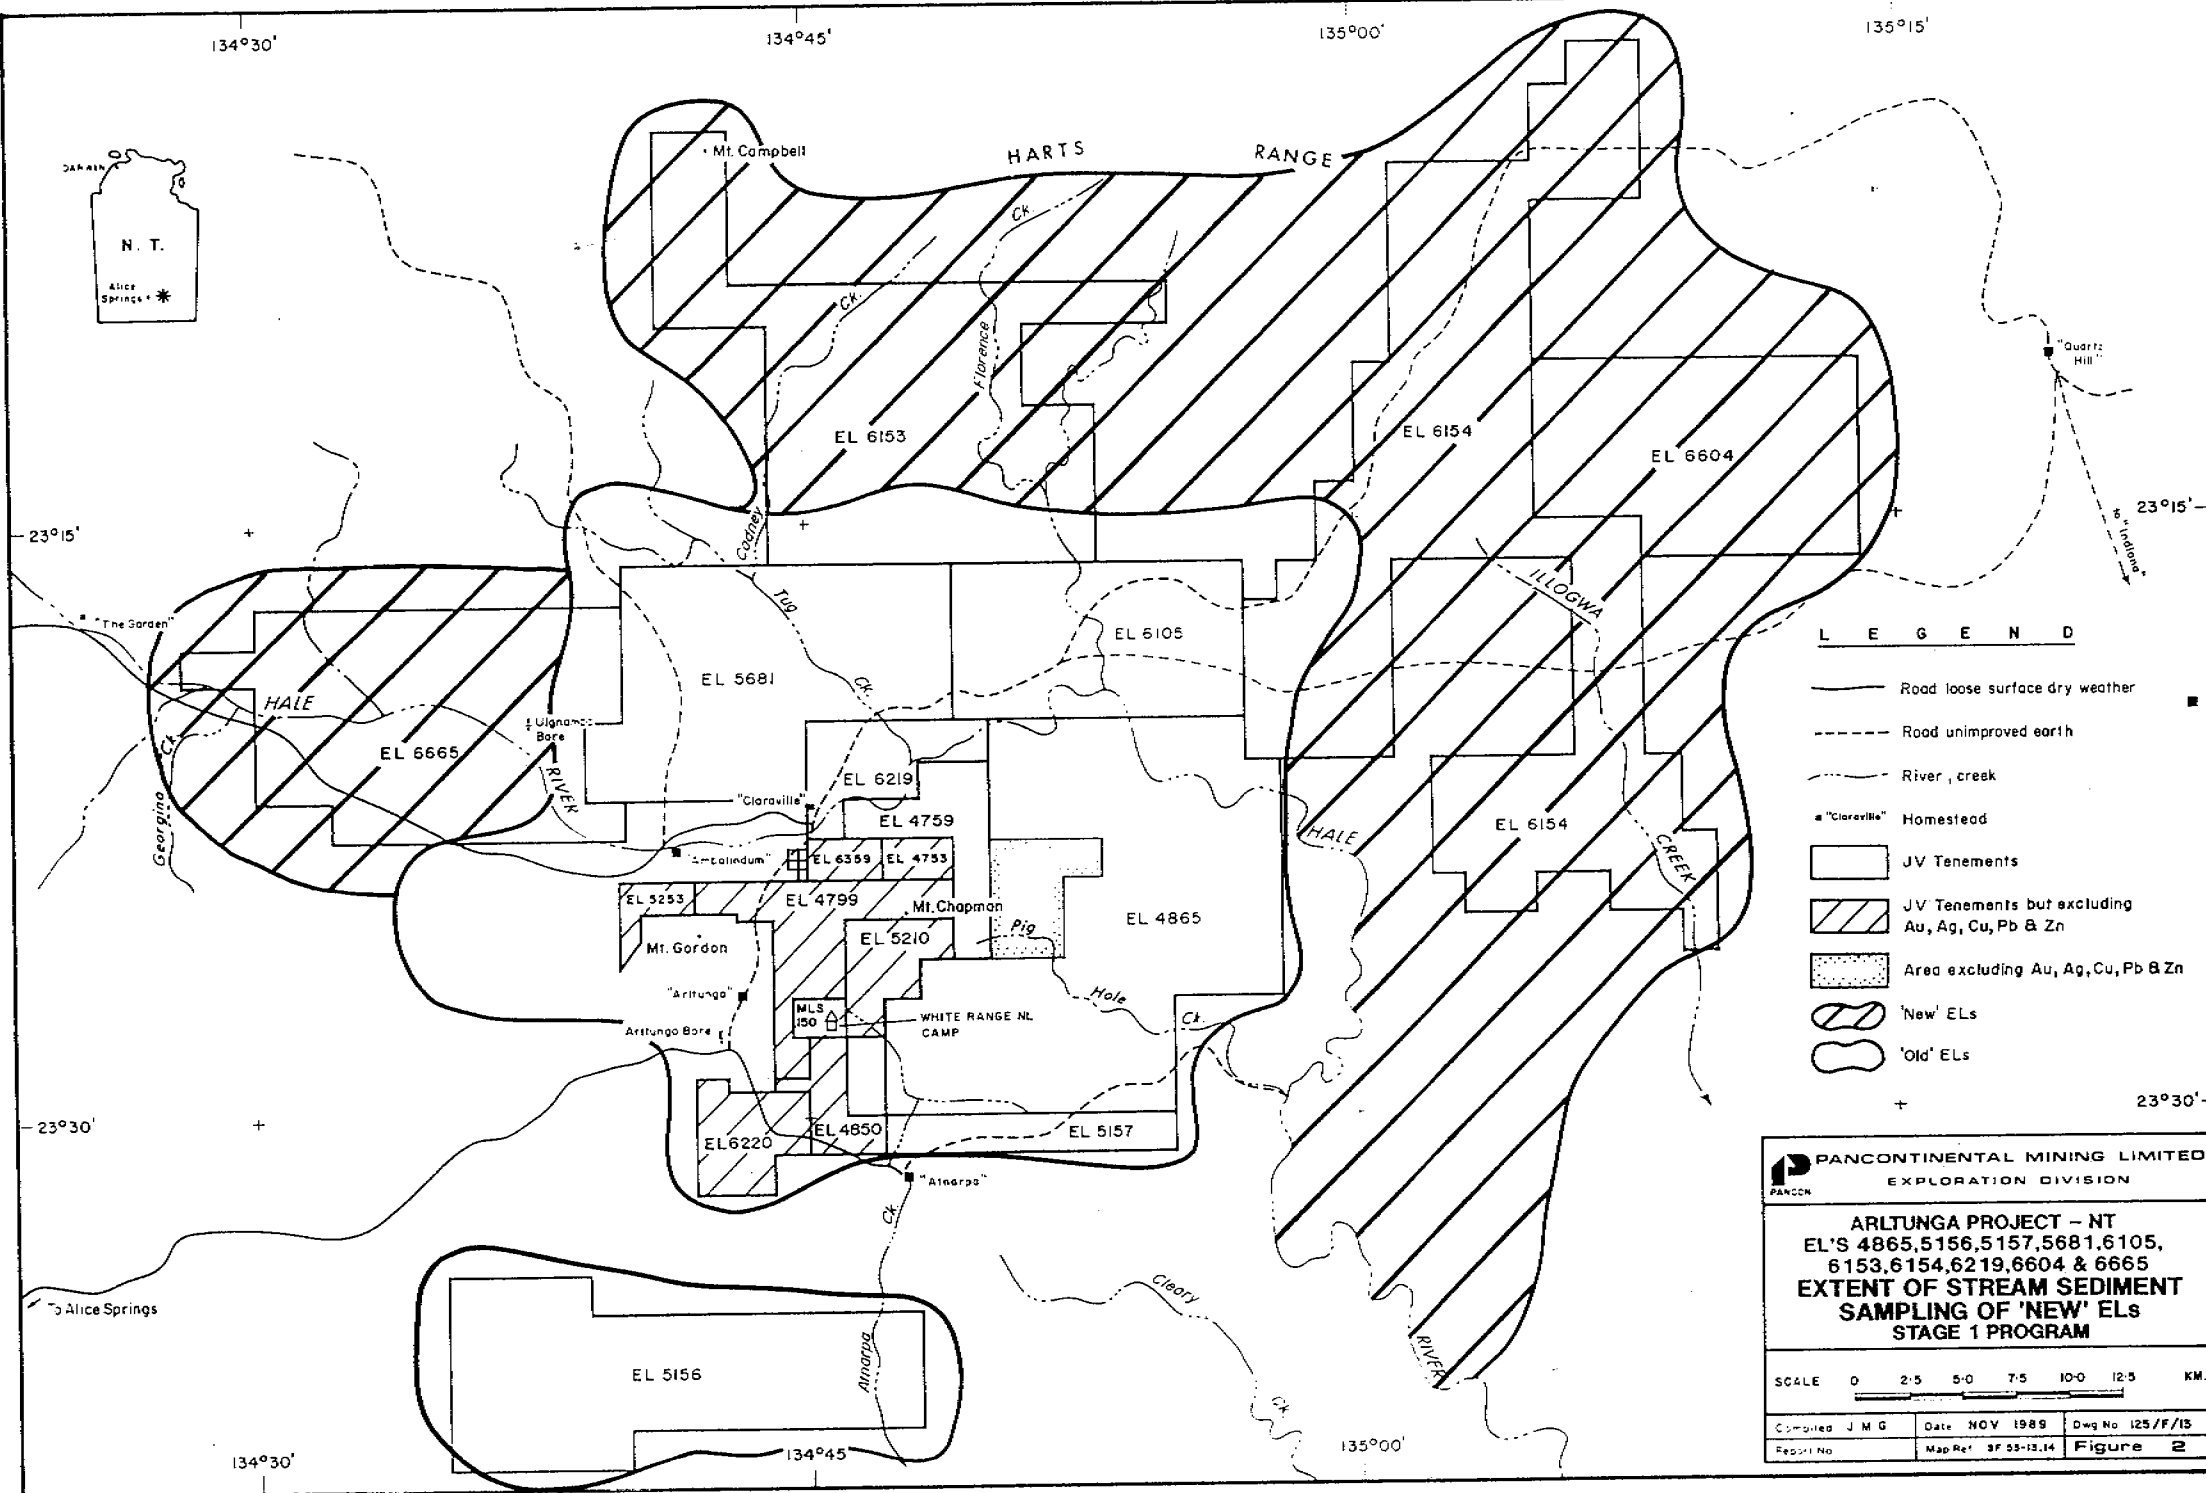 134°30'
134°45'
135°00'
135°15'
DARWIN
N. T.
Alice
Springs
Mt. Campbell
HARTS RANGE
Ck.
Ck.
Florence
"Quartz
Hill"
EL 6153
EL 6154
EL 6604
23°15'
23°15'
to "Indiana"
Cadney
"The Garden"
Tug
ILLOGWA
EL 6105
EL 5681
Ck.
HALE
Ulgnamba
Bore
Ck.
EL 6665
RIVER
EL 6219
"Claraville"
EL 4759
EL 6154
HALE
Georgina
"Ambalindum"
EL 6359
EL 4753
CREEK
EL 5253
EL 4799
Mt. Chapman
EL 4865
Pig
EL 5210
Mt. Gordon
"Arltunga"
Hole
MLS
150
WHITE RANGE NL
CAMP
Ck.
Arltunga Bore
23°30'
23°30'
EL 6220
EL 4850
EL 5157
"Atnarpa"
Ck.
To Alice Springs
Cleary
Atnarpa
EL 5156
RIVER
Ck.
134°30'
134°45'
135°00'
LEGEND
Road loose surface dry weather
Road unimproved earth
River, creek
"Claraville" Homestead
JV Tenements
JV Tenements but excluding
Au, Ag, Cu, Pb & Zn
Area excluding Au, Ag, Cu, Pb & Zn
'New' ELs
'Old' ELs
PANCONTINENTAL MINING LIMITED
EXPLORATION DIVISION
PANCON
ARLTUNGA PROJECT – NT
EL'S 4865,5156,5157,5681,6105,
6153,6154,6219,6604 & 6665
EXTENT OF STREAM SEDIMENT
SAMPLING OF 'NEW' ELs
STAGE 1 PROGRAM
SCALE 0 2·5 5·0 7·5 10·0 12·5 KM.
Compiled J M G Date NOV 1989 Dwg No 125/F/13
Report No Map Ref SF 53-13,14 Figure 2